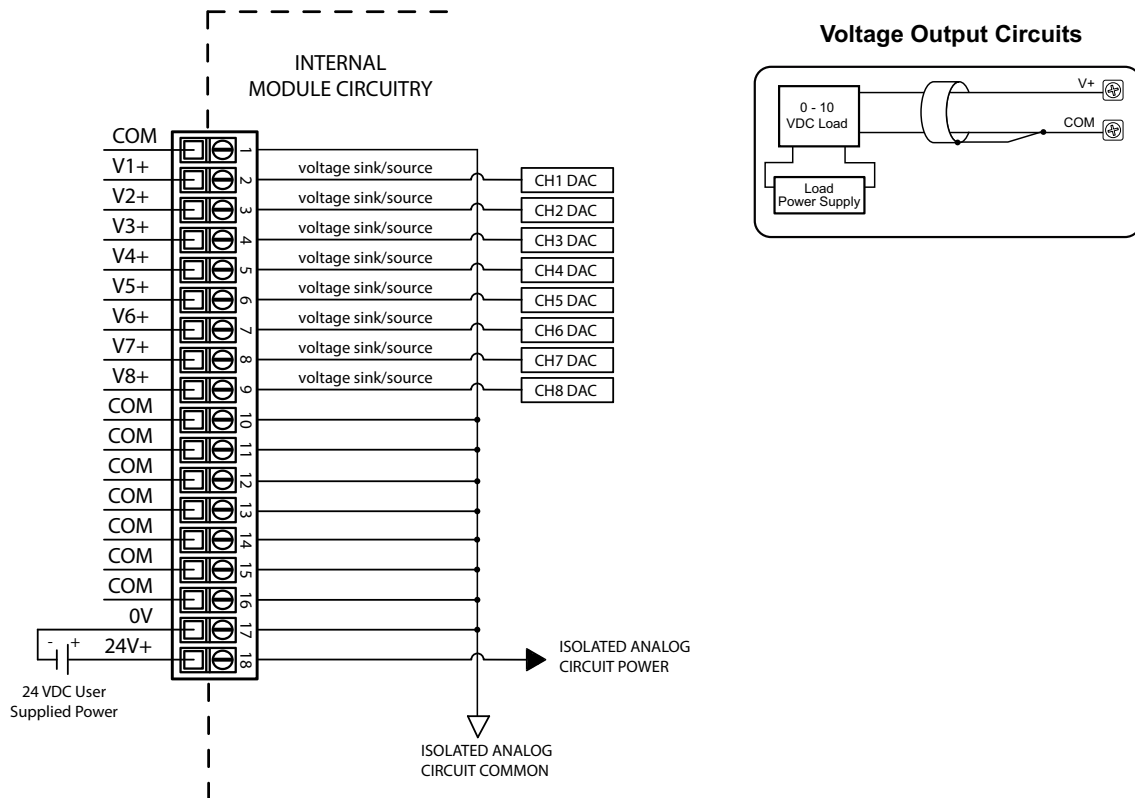 Voltage Output Circuits
INTERNAL
MODULE CIRCUITRY
COM 1
V1+ 2 voltage sink/source CH1 DAC
V2+ 3 voltage sink/source CH2 DAC
V3+ 4 voltage sink/source CH3 DAC
V4+ 5 voltage sink/source CH4 DAC
V5+ 6 voltage sink/source CH5 DAC
V6+ 7 voltage sink/source CH6 DAC
V7+ 8 voltage sink/source CH7 DAC
V8+ 9 voltage sink/source CH8 DAC
COM 10
COM 11
COM 12
COM 13
COM 14
COM 15
COM 16
0V 17
24V+ 18
- +
24 VDC User
Supplied Power
ISOLATED ANALOG
CIRCUIT POWER
ISOLATED ANALOG
CIRCUIT COMMON
0 - 10
VDC Load
V+
COM
Load
Power Supply